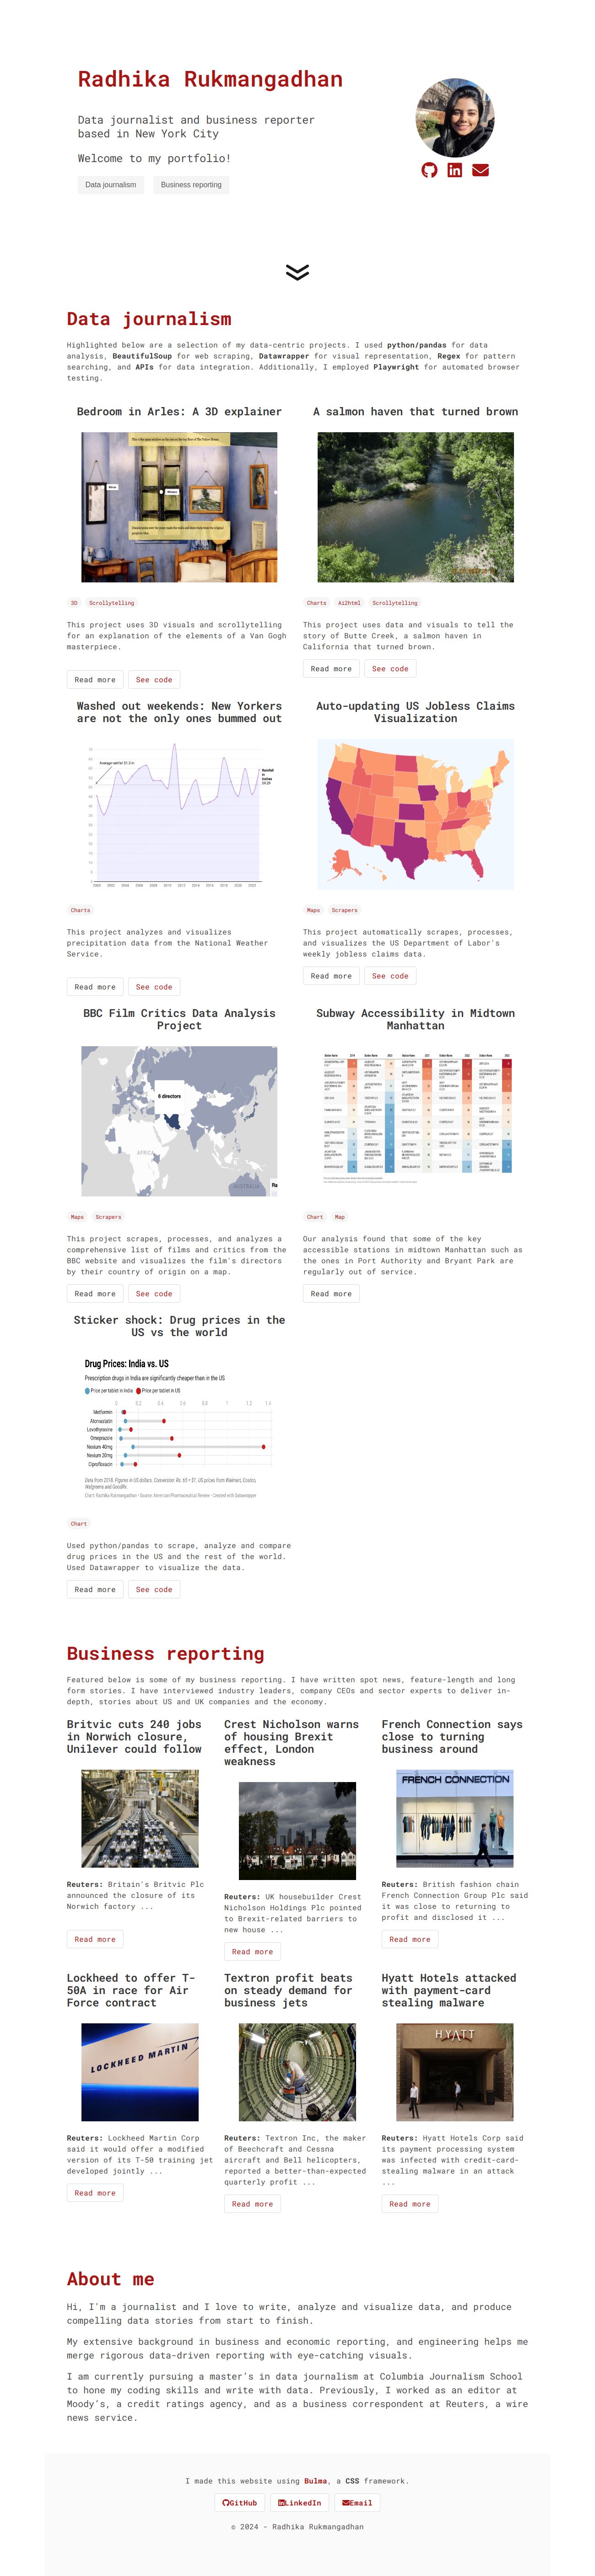 Radhika Rukmangadhan
Data journalist and business reporter
based in New York City
Welcome to my portfolio!
Data journalism
Business reporting
Data journalism
Highlighted below are a selection of my data-centric projects. I used python/pandas for data
analysis, BeautifulSoup for web scraping, Datawrapper for visual representation, Regex for pattern
searching, and APIs for data integration. Additionally, I employed Playwright for automated browser
testing.
Bedroom in Arles: A 3D explainer
3D
Scrollytelling
This project uses 3D visuals and scrollytelling
for an explanation of the elements of a Van Gogh
masterpiece.
Read more
See code
A salmon haven that turned brown
Charts
Ai2html
Scrollytelling
This project uses data and visuals to tell the
story of Butte Creek, a salmon haven in
California that turned brown.
Read more
See code
Washed out weekends: New Yorkers
are not the only ones bummed out
Charts
This project analyzes and visualizes
precipitation data from the National Weather
Service.
Read more
See code
Auto-updating US Jobless Claims
Visualization
Maps
Scrapers
This project automatically scrapes, processes,
and visualizes the US Department of Labor's
weekly jobless claims data.
Read more
See code
BBC Film Critics Data Analysis
Project
6 directors
AFRICA
Maps
Scrapers
This project scrapes, processes, and analyzes a
comprehensive list of films and critics from the
BBC website and visualizes the film's directors
by their country of origin on a map.
Read more
See code
Subway Accessibility in Midtown
Manhattan
Chart
Map
Our analysis found that some of the key
accessible stations in midtown Manhattan such as
the ones in Port Authority and Bryant Park are
regularly out of service.
Read more
Sticker shock: Drug prices in the
US vs the world
Drug Prices: India vs. US
Prescription drugs in India are significantly cheaper than in the US
Price per tablet in India
Price per tablet in US
0 0.2 0.4 0.6 0.8 1 1.2 1.4
Metformin
Atorvastatin
Levothyroxine
Omeprazole
Nexium 40mg
Nexium 20mg
Ciprofloxacin
Chart
Used python/pandas to scrape, analyze and compare
drug prices in the US and the rest of the world.
Used Datawrapper to visualize the data.
Read more
See code
Business reporting
Featured below is some of my business reporting. I have written spot news, feature-length and long
form stories. I have interviewed industry leaders, company CEOs and sector experts to deliver in-
depth, stories about US and UK companies and the economy.
Britvic cuts 240 jobs
in Norwich closure,
Unilever could follow
Reuters: Britain's Britvic Plc
announced the closure of its
Norwich factory ...
Read more
Crest Nicholson warns
of housing Brexit
effect, London
weakness
Reuters: UK housebuilder Crest
Nicholson Holdings Plc pointed
to Brexit-related barriers to
new house ...
Read more
French Connection says
close to turning
business around
FRENCH CONNECTION
Reuters: British fashion chain
French Connection Group Plc said
it was close to returning to
profit and disclosed it ...
Read more
Lockheed to offer T-
50A in race for Air
Force contract
LOCKHEED MARTIN
Reuters: Lockheed Martin Corp
said it would offer a modified
version of its T-50 training jet
developed jointly ...
Read more
Textron profit beats
on steady demand for
business jets
Reuters: Textron Inc, the maker
of Beechcraft and Cessna
aircraft and Bell helicopters,
reported a better-than-expected
quarterly profit ...
Read more
Hyatt Hotels attacked
with payment-card
stealing malware
HYATT
Reuters: Hyatt Hotels Corp said
its payment processing system
was infected with credit-card-
stealing malware in an attack
...
Read more
About me
Hi, I'm a journalist and I love to write, analyze and visualize data, and produce
compelling data stories from start to finish.
My extensive background in business and economic reporting, and engineering helps me
merge rigorous data-driven reporting with eye-catching visuals.
I am currently pursuing a master's in data journalism at Columbia Journalism School
to hone my coding skills and write with data. Previously, I worked as an editor at
Moody's, a credit ratings agency, and as a business correspondent at Reuters, a wire
news service.
I made this website using Bulma, a CSS framework.
GitHub
LinkedIn
Email
© 2024 - Radhika Rukmangadhan